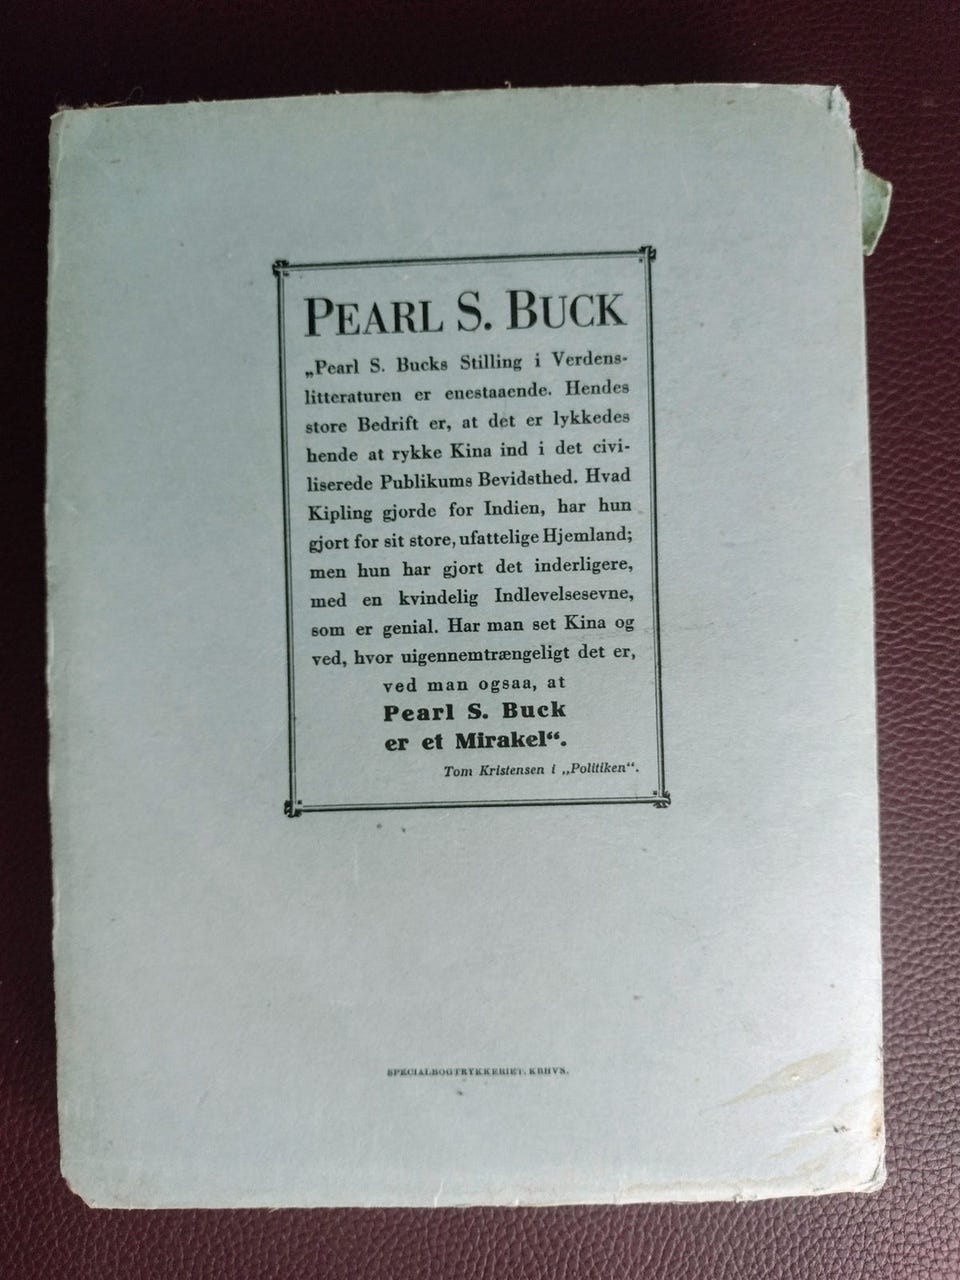 PEARL S. BUCK
„Pearl S. Bucks Stilling i Verdens-
litteraturen er enestaaende. Hendes
store Bedrift er, at det er lykkedes
hende at rykke Kina ind i det civi-
liserede Publikums Bevidsthed. Hvad
Kipling gjorde for Indien, har hun
gjort for sit store, ufattelige Hjemland;
men hun har gjort det inderligere,
med en kvindelig Indlevelsesevne,
som er genial. Har man set Kina og
ved, hvor uigennemtrængeligt det er,
ved man ogsaa, at
Pearl S. Buck
er et Mirakel“.
Tom Kristensen i „Politiken“.
SPECIALBOGTRYKKERIET. KBHVN.